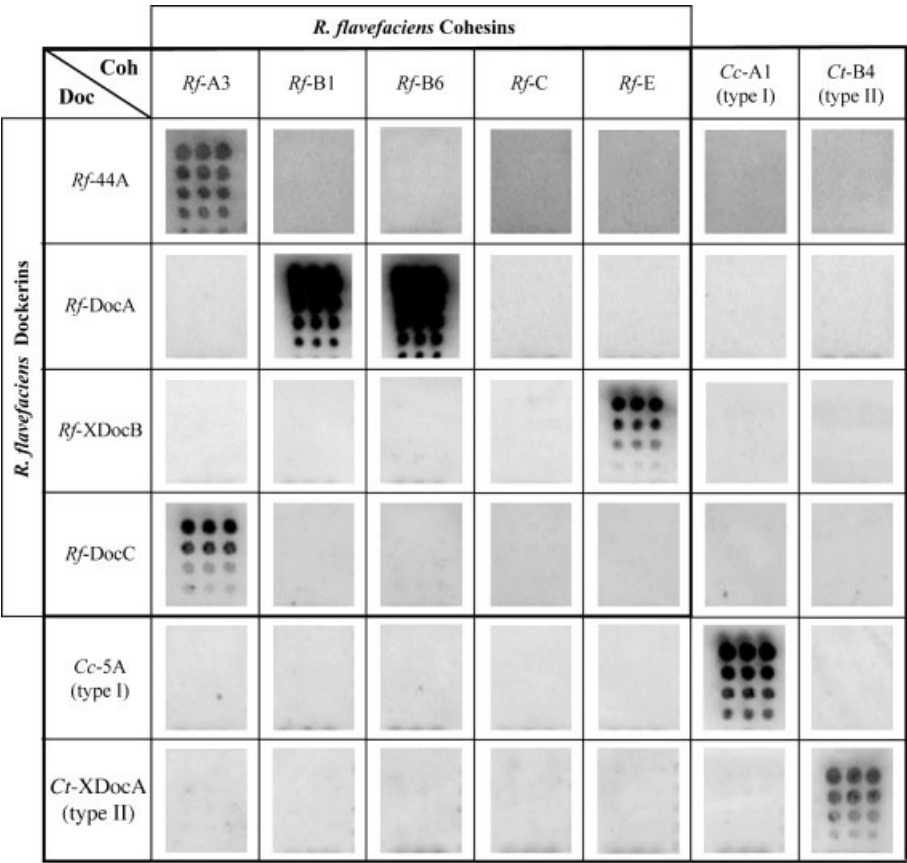 R. flavefaciens Cohesins
Coh
Doc
Rf-A3
Rf-B1
Rf-B6
Rf-C
Rf-E
Cc-A1
(type I)
Ct-B4
(type II)
R. flavefaciens Dockerins
Rf-44A
Rf-DocA
Rf-XDocB
Rf-DocC
Cc-5A
(type I)
Ct-XDocA
(type II)